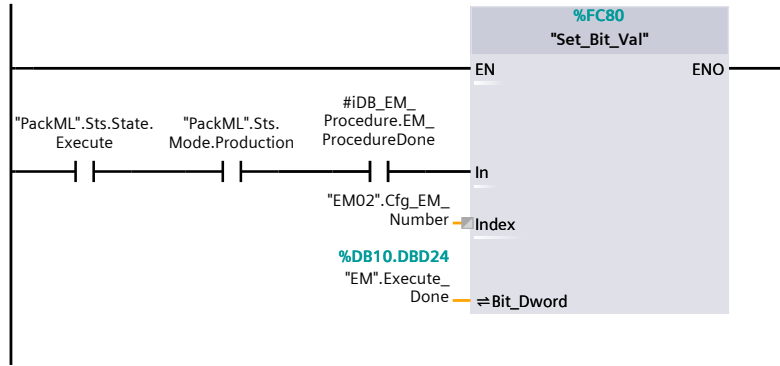 %FC80
"Set_Bit_Val"
EN
ENO
"PackML".Sts.State.
Execute
"PackML".Sts.
Mode.Production
#iDB_EM_
Procedure.EM_
ProcedureDone
In
"EM02".Cfg_EM_
Number
Index
%DB10.DBD24
"EM".Execute_
Done
⇌Bit_Dword